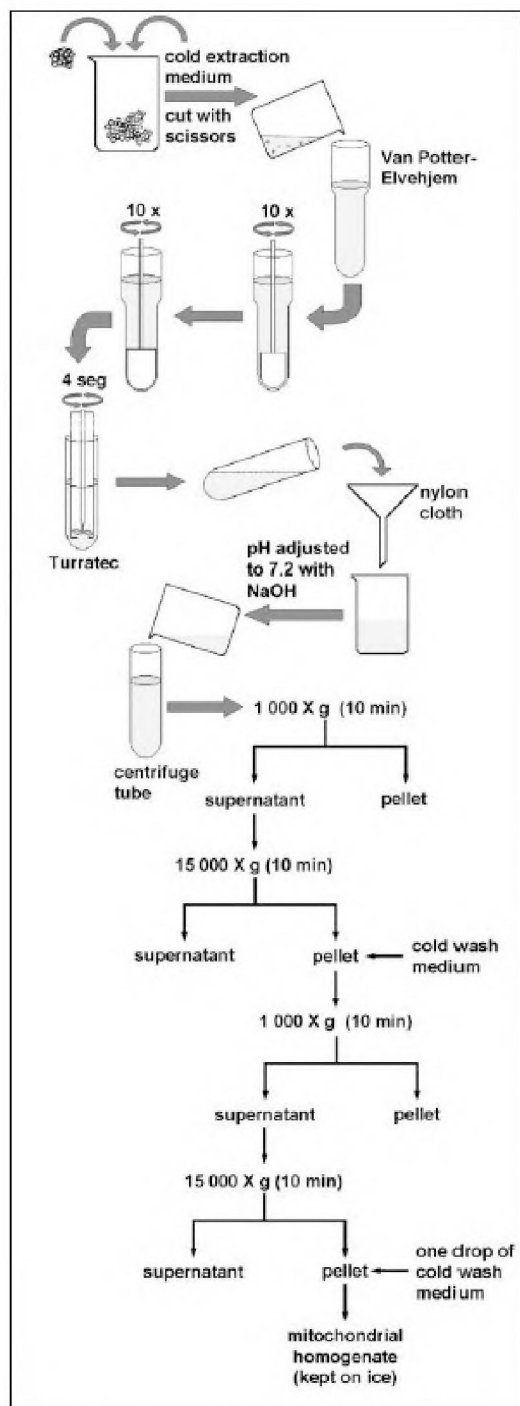 cold extraction
medium
cut with
scissors
Van Potter-
Elvehjem
10 x
10 x
4 seg
Turratec
nylon
cloth
pH adjusted
to 7.2 with
NaOH
centrifuge
tube
1 000 X g (10 min)
supernatant
pellet
15 000 X g (10 min)
supernatant
pellet
cold wash
medium
1 000 X g (10 min)
supernatant
pellet
15 000 X g (10 min)
supernatant
pellet
one drop of
cold wash
medium
mitochondrial
homogenate
(kept on ice)